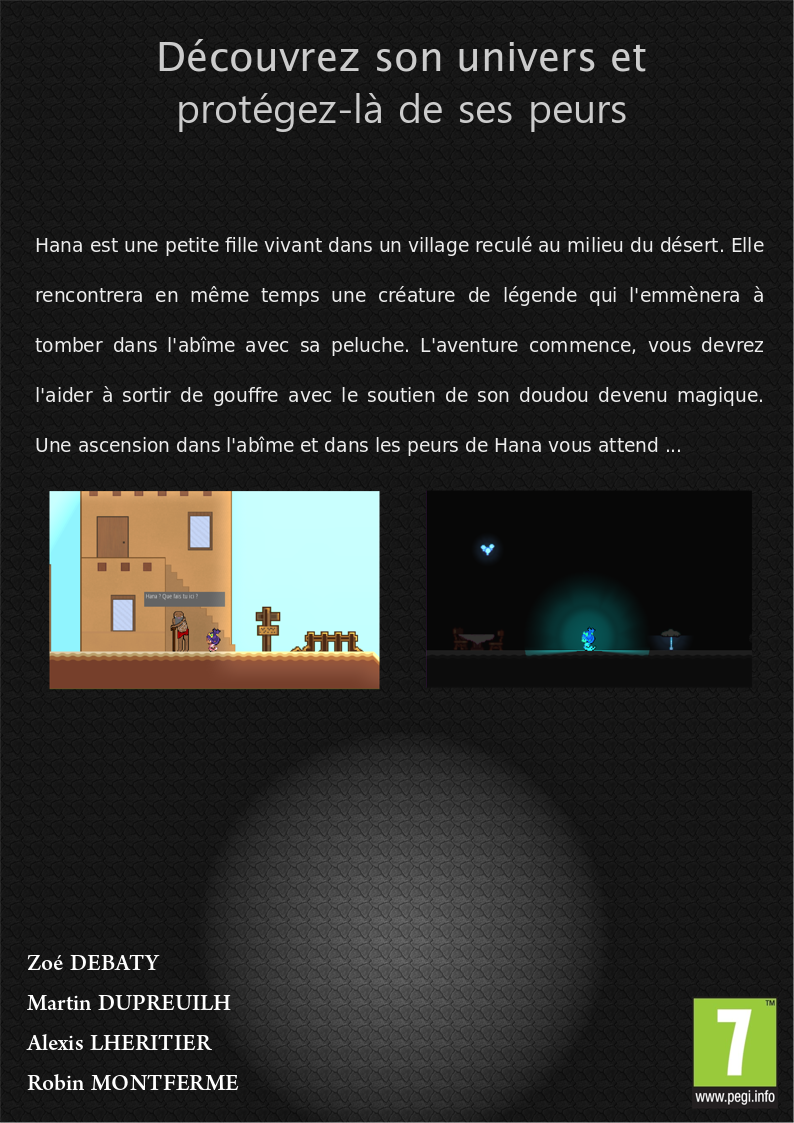 Découvrez son univers et
protégez-là de ses peurs
Hana est une petite fille vivant dans un village reculé au milieu du désert. Elle
rencontrera en même temps une créature de légende qui l'emmènera à
tomber dans l'abîme avec sa peluche. L'aventure commence, vous devrez
l'aider à sortir de gouffre avec le soutien de son doudou devenu magique.
Une ascension dans l'abîme et dans les peurs de Hana vous attend ...
Hana ? Que fais tu ici ?
Zoé DEBATY
Martin DUPREUILH
Alexis LHERITIER
Robin MONTFERME
7 ™
www.pegi.info